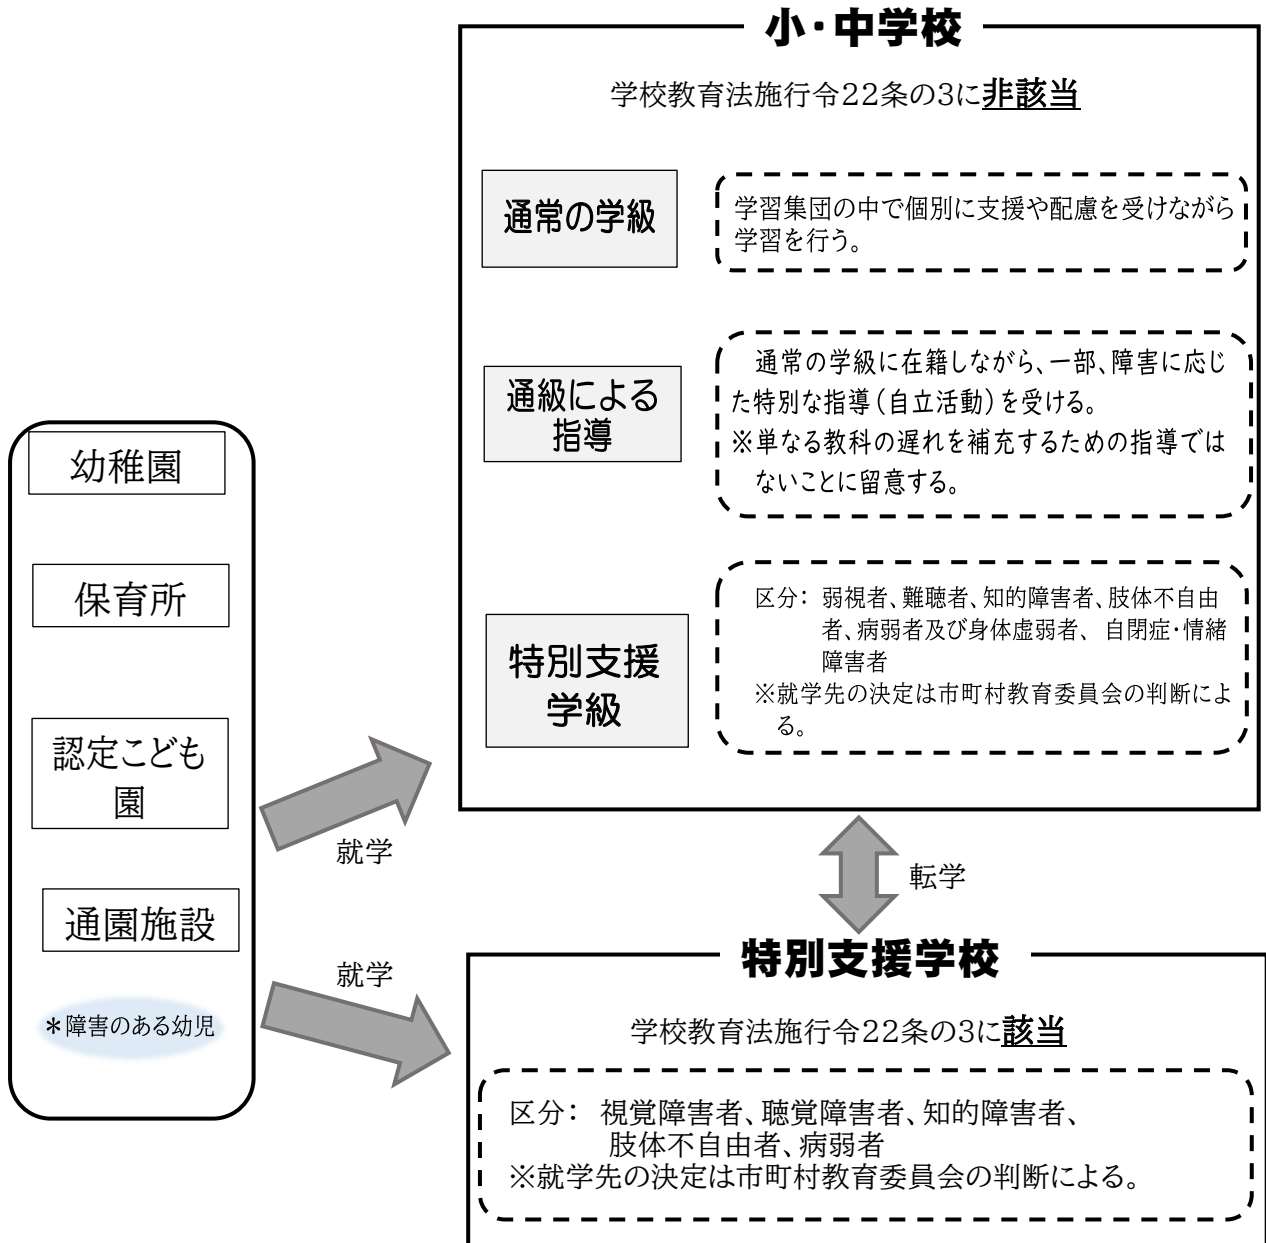 小・中学校
学校教育法施行令22条の3に非該当
通常の学級
学習集団の中で個別に支援や配慮を受けながら
学習を行う。
通級による
指導
通常の学級に在籍しながら、一部、障害に応じ
た特別な指導(自立活動)を受ける。
※単なる教科の遅れを補充するための指導では
ないことに留意する。
特別支援
学級
区分: 弱視者、難聴者、知的障害者、肢体不自由
者、病弱者及び身体虚弱者、 自閉症・情緒
障害者
※就学先の決定は市町村教育委員会の判断によ
る。
幼稚園
保育所
認定こども
園
通園施設
*障害のある幼児
就学
就学
転学
特別支援学校
学校教育法施行令22条の3に該当
区分: 視覚障害者、聴覚障害者、知的障害者、
肢体不自由者、病弱者
※就学先の決定は市町村教育委員会の判断による。